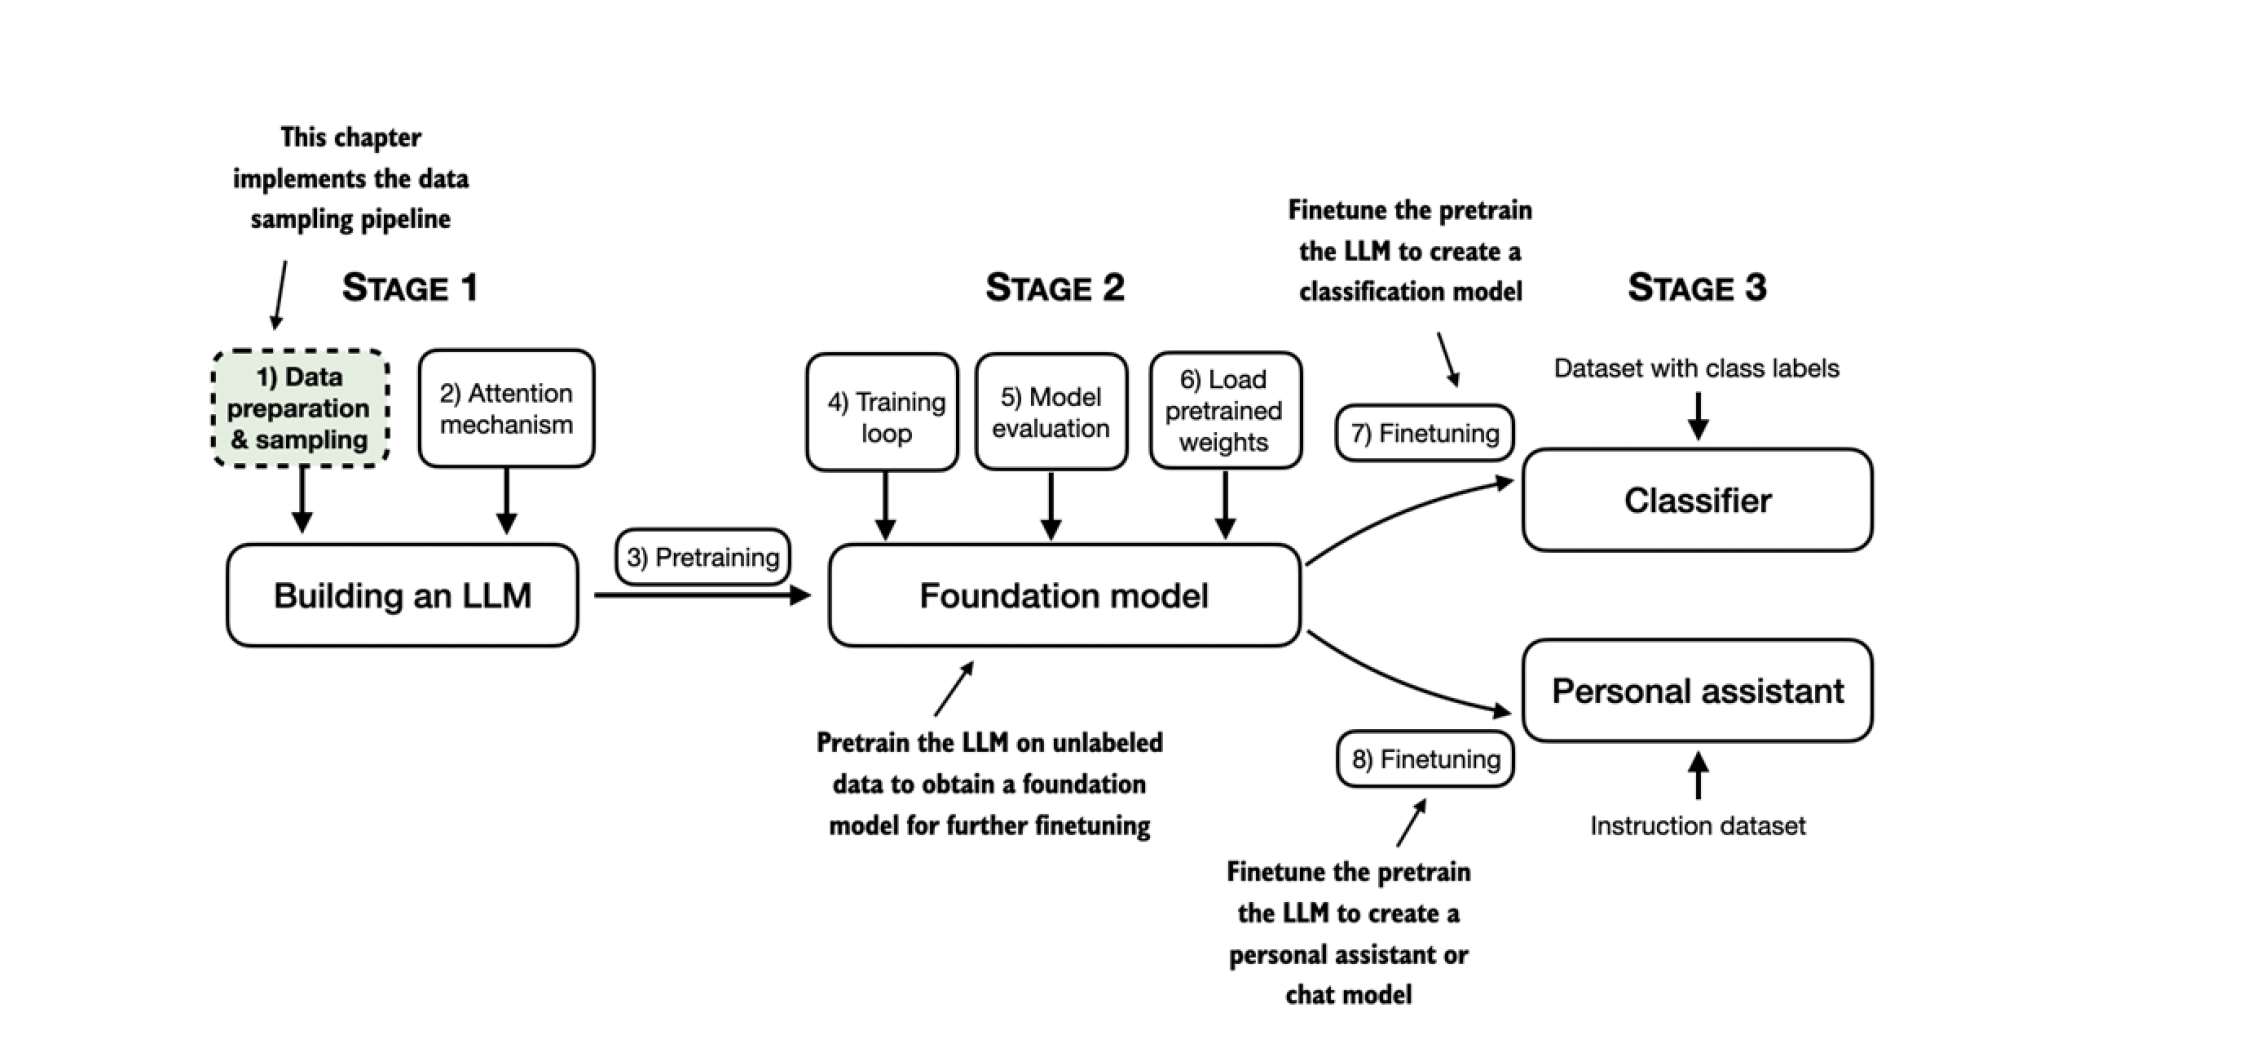 This chapter
implements the data
sampling pipeline
STAGE 1
1) Data
preparation
& sampling
2) Attention
mechanism
Building an LLM
3) Pretraining
STAGE 2
4) Training
loop
5) Model
evaluation
6) Load
pretrained
weights
Foundation model
Pretrain the LLM on unlabeled
data to obtain a foundation
model for further finetuning
Finetune the pretrain
the LLM to create a
classification model
STAGE 3
7) Finetuning
Dataset with class labels
Classifier
Personal assistant
8) Finetuning
Instruction dataset
Finetune the pretrain
the LLM to create a
personal assistant or
chat model